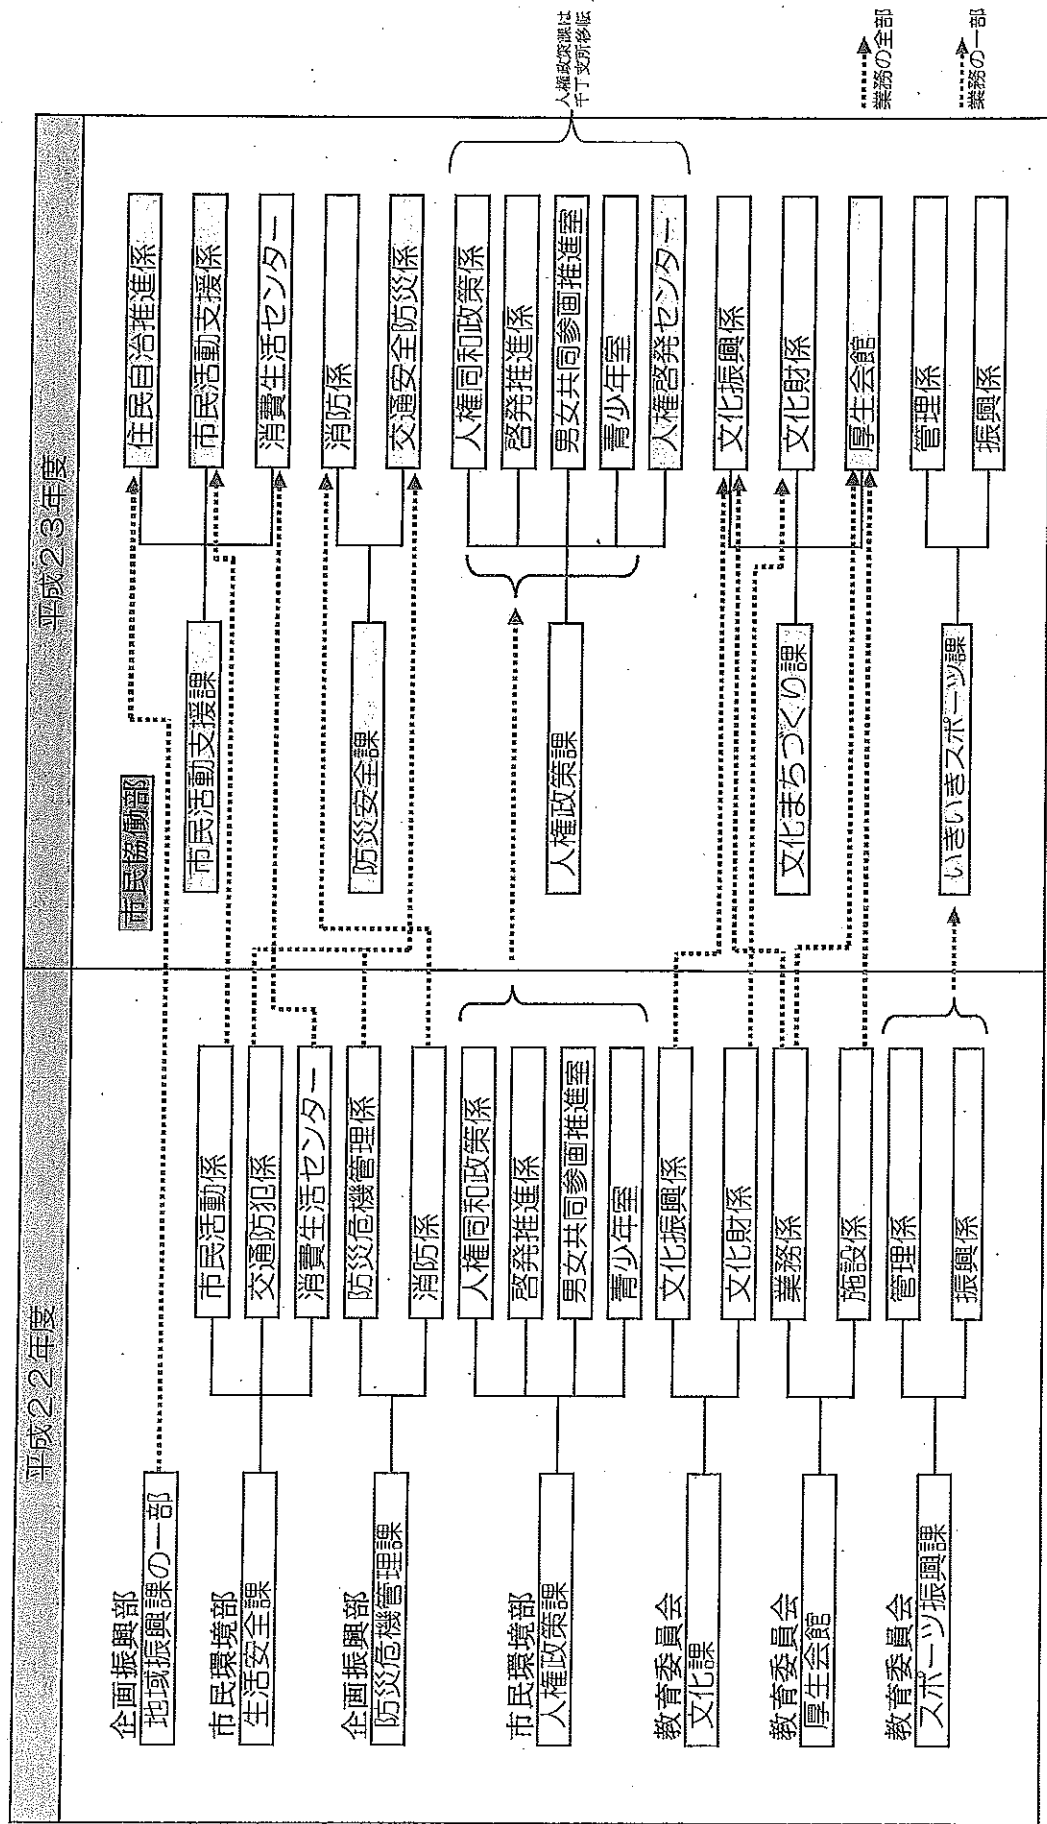 平成22年度
企画振興部
地域振興課の一部
市民環境部
生活安全課
市民活動係
交通防犯係
消費生活センター
企画振興部
防災危機管理課
防災危機管理係
消防係
市民環境部
人権政策課
人権同和政策係
啓発推進係
男女共同参画推進室
青少年室
教育委員会
文化課
文化振興係
文化財係
教育委員会
厚生会館
業務係
施設係
教育委員会
スポーツ振興課
管理係
振興係
平成23年度
市民協働部
市民活動支援課
住民自治推進係
市民活動支援係
消費生活センター
防災安全課
消防係
交通安全防災係
人権政策課
人権同和政策係
啓発推進係
男女共同参画推進室
青少年室
人権啓発センター
人権政策課は
千丁支所移転
文化まちづくり課
文化振興係
文化財係
厚生会館
いきいきスポーツ課
管理係
振興係
業務の全部
業務の一部